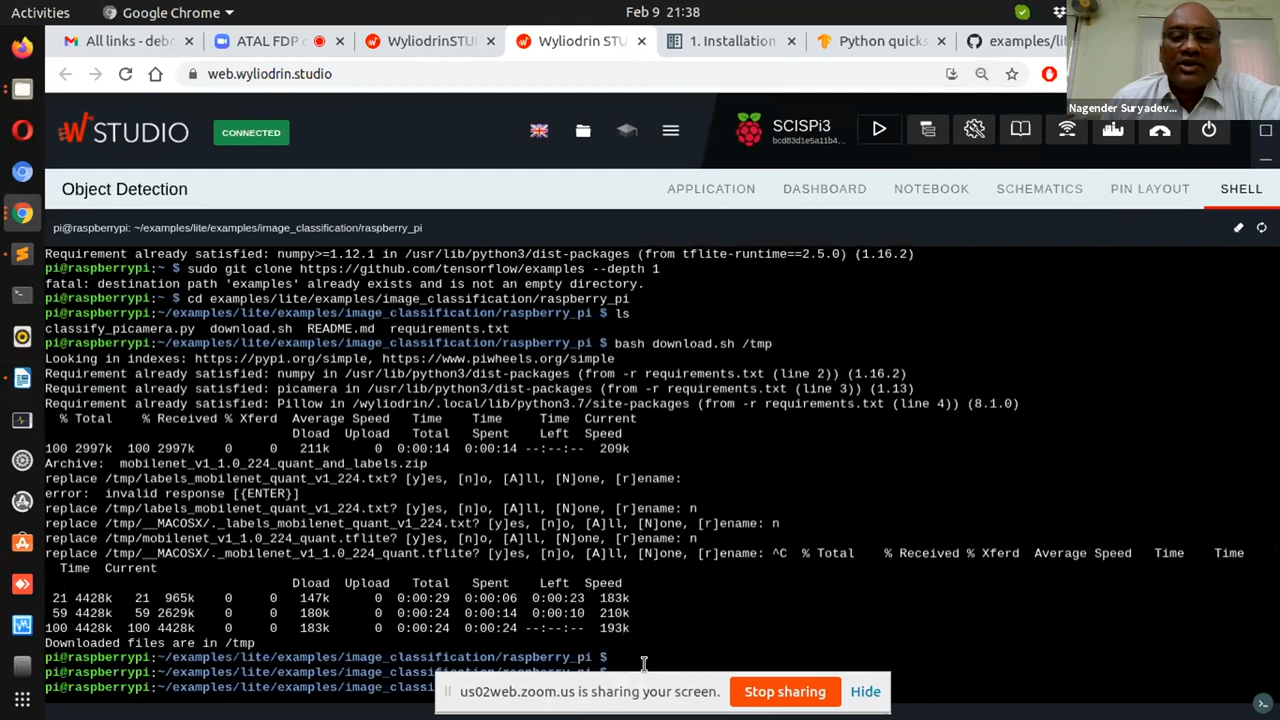 Activities Google Chrome Feb 9 21:38
All links - deb ATAL FDP WyliodrinSTU Wyliodrin STU 1. Installation Python quicks examples/li
web.wyliodrin.studio
Nagender Suryadev...
STUDIO CONNECTED SCISPi3
bcd83d1e5a11b4...
Object Detection APPLICATION DASHBOARD NOTEBOOK SCHEMATICS PIN LAYOUT SHELL
pi@raspberrypi: ~/examples/lite/examples/image_classification/raspberry_pi
Requirement already satisfied: numpy>=1.12.1 in /usr/lib/python3/dist-packages (from tflite-runtime==2.5.0) (1.16.2)
pi@raspberrypi:~ $ sudo git clone https://github.com/tensorflow/examples --depth 1
fatal: destination path 'examples' already exists and is not an empty directory.
pi@raspberrypi:~ $ cd examples/lite/examples/image_classification/raspberry_pi
pi@raspberrypi:~/examples/lite/examples/image_classification/raspberry_pi $ ls
classify_picamera.py download.sh README.md requirements.txt
pi@raspberrypi:~/examples/lite/examples/image_classification/raspberry_pi $ bash download.sh /tmp
Looking in indexes: https://pypi.org/simple, https://www.piwheels.org/simple
Requirement already satisfied: numpy in /usr/lib/python3/dist-packages (from -r requirements.txt (line 2)) (1.16.2)
Requirement already satisfied: picamera in /usr/lib/python3/dist-packages (from -r requirements.txt (line 3)) (1.13)
Requirement already satisfied: Pillow in /wyliodrin/.local/lib/python3.7/site-packages (from -r requirements.txt (line 4)) (8.1.0)
% Total % Received % Xferd Average Speed Time Time Time Current
Dload Upload Total Spent Left Speed
100 2997k 100 2997k 0 0 211k 0 0:00:14 0:00:14 --:--:-- 209k
Archive: mobilenet_v1_1.0_224_quant_and_labels.zip
replace /tmp/labels_mobilenet_quant_v1_224.txt? [y]es, [n]o, [A]ll, [N]one, [r]ename:
error: invalid response [{ENTER}]
replace /tmp/labels_mobilenet_quant_v1_224.txt? [y]es, [n]o, [A]ll, [N]one, [r]ename: n
replace /tmp/__MACOSX/._labels_mobilenet_quant_v1_224.txt? [y]es, [n]o, [A]ll, [N]one, [r]ename: n
replace /tmp/mobilenet_v1_1.0_224_quant.tflite? [y]es, [n]o, [A]ll, [N]one, [r]ename: n
replace /tmp/__MACOSX/._mobilenet_v1_1.0_224_quant.tflite? [y]es, [n]o, [A]ll, [N]one, [r]ename: ^C % Total % Received % Xferd Average Speed Time Time
Time Current
Dload Upload Total Spent Left Speed
21 4428k 21 965k 0 0 147k 0 0:00:29 0:00:06 0:00:23 183k
59 4428k 59 2629k 0 0 180k 0 0:00:24 0:00:14 0:00:10 210k
100 4428k 100 4428k 0 0 183k 0 0:00:24 0:00:24 --:--:-- 193k
Downloaded files are in /tmp
pi@raspberrypi:~/examples/lite/examples/image_classification/raspberry_pi $
pi@raspberrypi:~/examples/lite/examples/image_classification/raspberry_pi $
pi@raspberrypi:~/examples/lite/examples/image_classi
us02web.zoom.us is sharing your screen. Stop sharing Hide